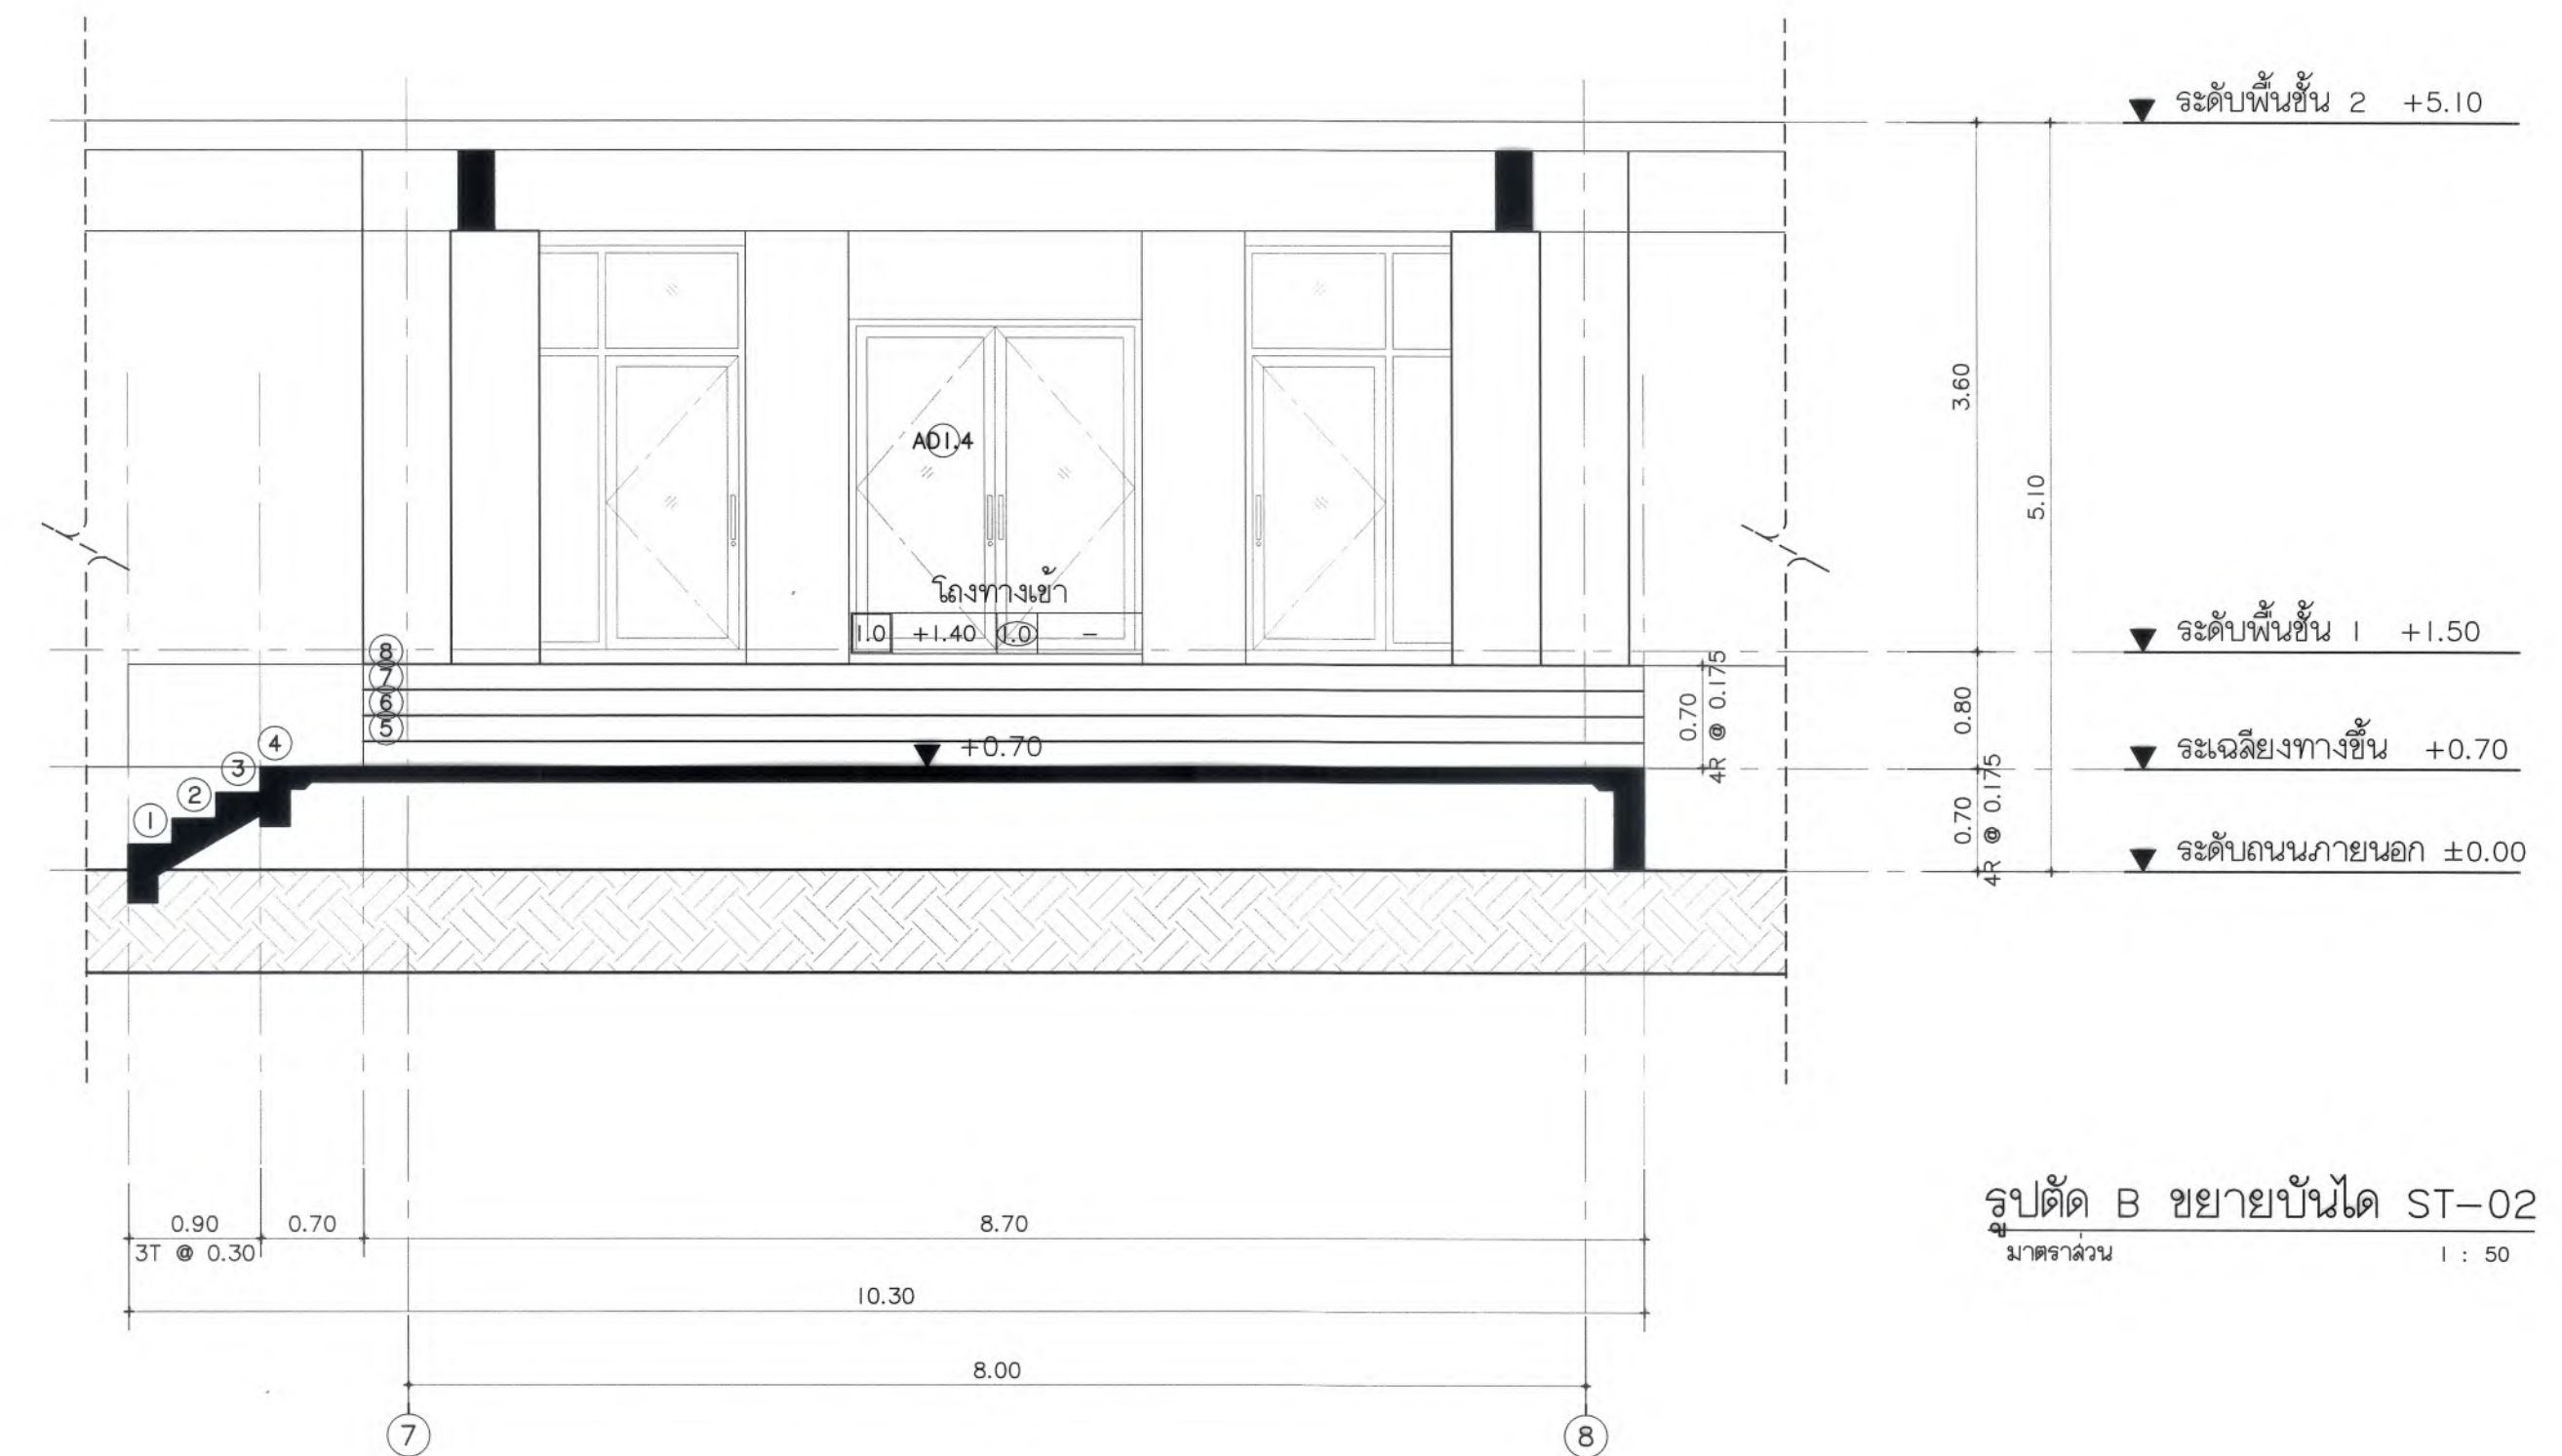 ระดับพื้นชั้น 2 +5.10
3.60
5.10
AD1.4
โถงทางเข้า
1.0 +1.40 1.0 -
ระดับพื้นชั้น 1 +1.50
8
7
6
5
4
3
2
1
+0.70
0.70
4R @ 0.175
0.80
ระเฉลียงทางขึ้น +0.70
0.70
4R @ 0.175
ระดับถนนภายนอก ±0.00
รูปตัด B ขยายบันได ST-02
มาตราส่วน 1 : 50
0.90 0.70 8.70
3T @ 0.30
10.30
8.00
7 8